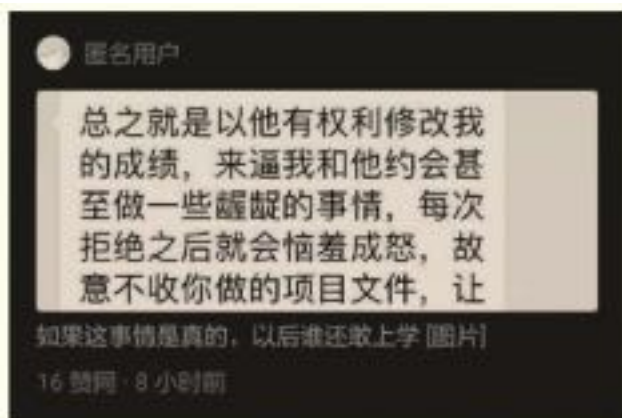 匿名用户
总之就是以他有权利修改我
的成绩，来逼我和他约会甚
至做一些龌龊的事情，每次
拒绝之后就会恼羞成怒，故
意不收你做的项目文件，让
如果这事情是真的，以后谁还敢上学 [图片]
16 赞同 · 8 小时前